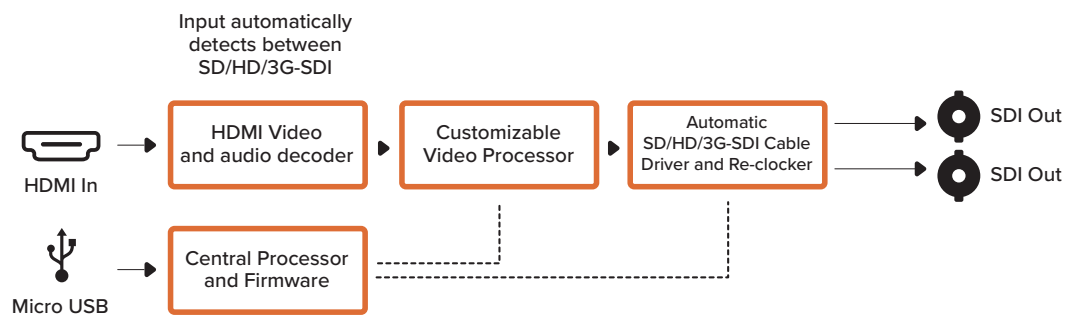 Input automatically
detects between
SD/HD/3G-SDI
HDMI In
HDMI Video
and audio decoder
Customizable
Video Processor
Automatic
SD/HD/3G-SDI Cable
Driver and Re-clocker
SDI Out
SDI Out
Micro USB
Central Processor
and Firmware